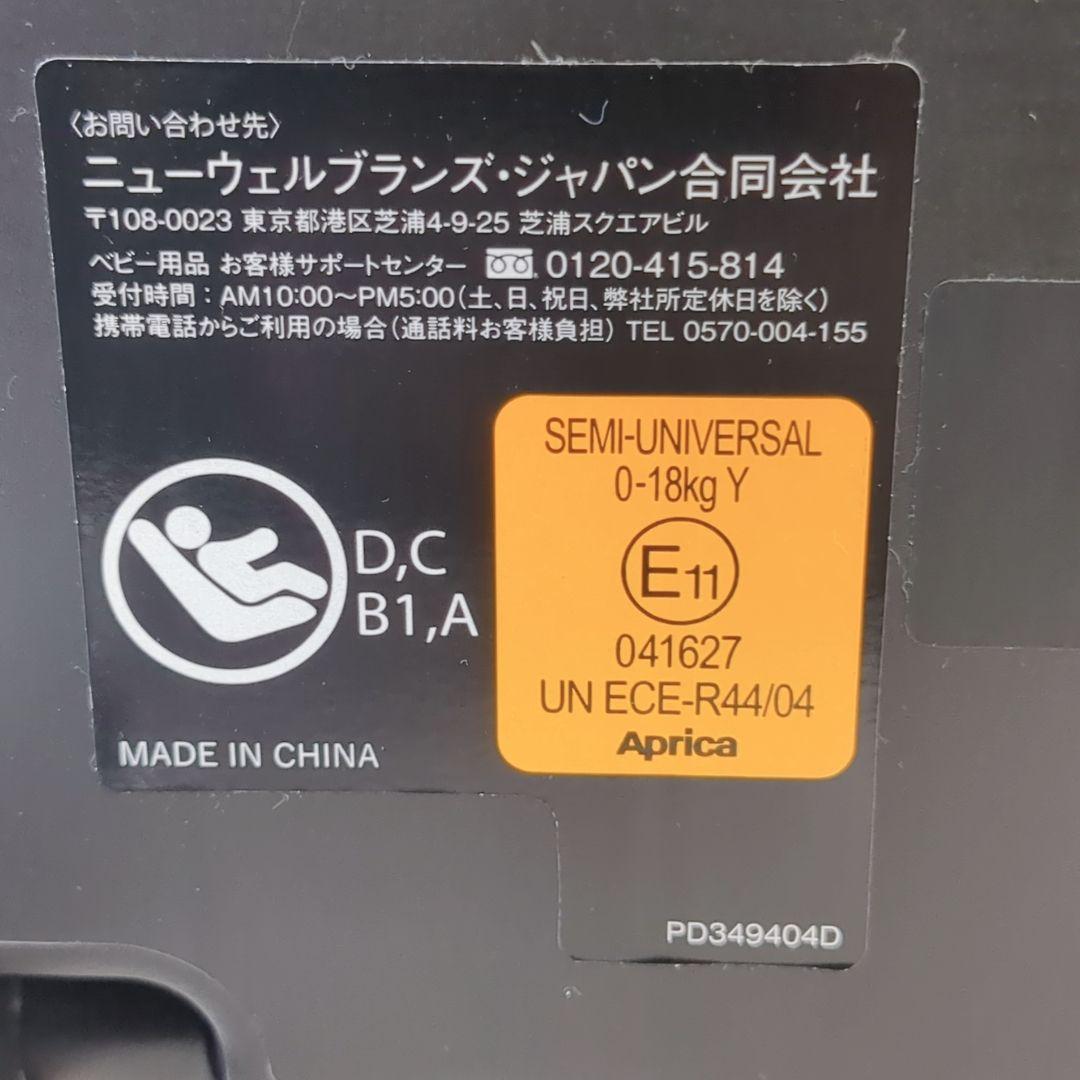 〈お問い合わせ先〉
ニューウェルブランズ・ジャパン合同会社
〒108-0023 東京都港区芝浦4-9-25 芝浦スクエアビル
ベビー用品 お客様サポートセンター 0120-415-814
受付時間：AM10:00〜PM5:00（土、日、祝日、弊社所定休日を除く）
携帯電話からご利用の場合（通話料お客様負担）TEL 0570-004-155
SEMI-UNIVERSAL
0-18kg Y
E11
041627
UN ECE-R44/04
Aprica
D,C
B1,A
MADE IN CHINA
PD349404D